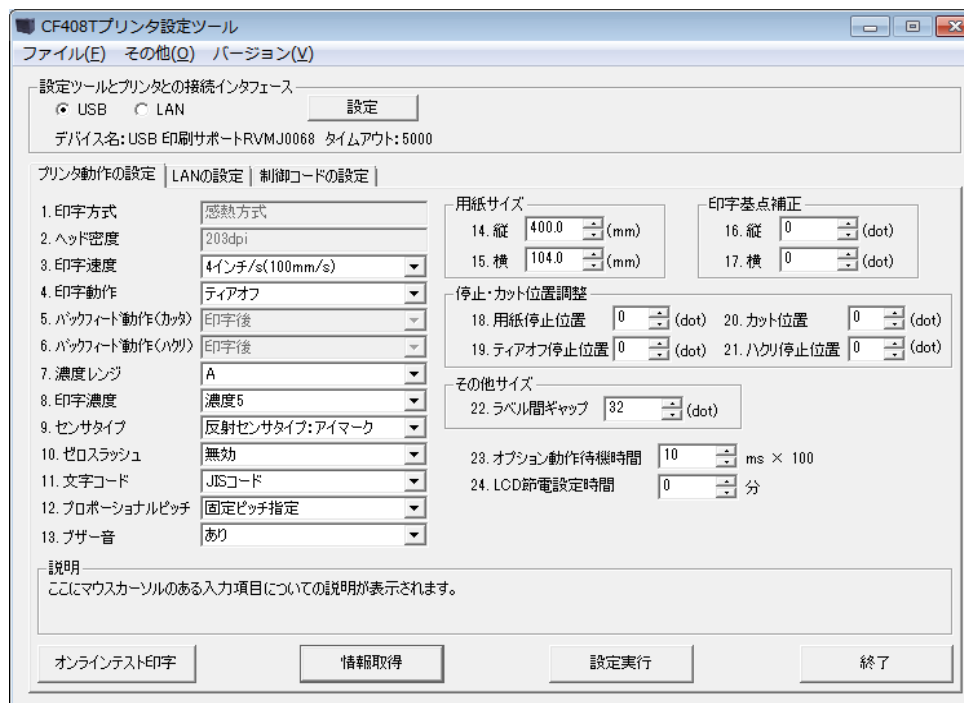 CF408Tプリンタ設定ツール
ファイル(F) その他(O) バージョン(V)
設定ツールとプリンタとの接続インタフェース
USB LAN 設定
デバイス名:USB 印刷サポートRVMJ0068 タイムアウト:5000
プリンタ動作の設定 LANの設定 制御コードの設定
1.印字方式 感熱方式
2.ヘッド密度 203dpi
3.印字速度 4インチ/s(100mm/s)
4.印字動作 ティアオフ
5.バックフィード動作(カッタ) 印字後
6.バックフィード動作(ハクリ) 印字後
7.濃度レンジ A
8.印字濃度 濃度5
9.センサタイプ 反射センサタイプ:アイマーク
10.ゼロスラッシュ 無効
11.文字コード JISコード
12.プロポーショナルピッチ 固定ピッチ指定
13.ブザー音 あり
用紙サイズ
14.縦 400.0 (mm)
15.横 104.0 (mm)
印字基点補正
16.縦 0 (dot)
17.横 0 (dot)
停止・カット位置調整
18.用紙停止位置 0 (dot) 20.カット位置 0 (dot)
19.ティアオフ停止位置 0 (dot) 21.ハクリ停止位置 0 (dot)
その他サイズ
22.ラベル間ギャップ 32 (dot)
23.オプション動作待機時間 10 ms × 100
24.LCD節電設定時間 0 分
説明
ここにマウスカーソルのある入力項目についての説明が表示されます。
オンラインテスト印字 情報取得 設定実行 終了